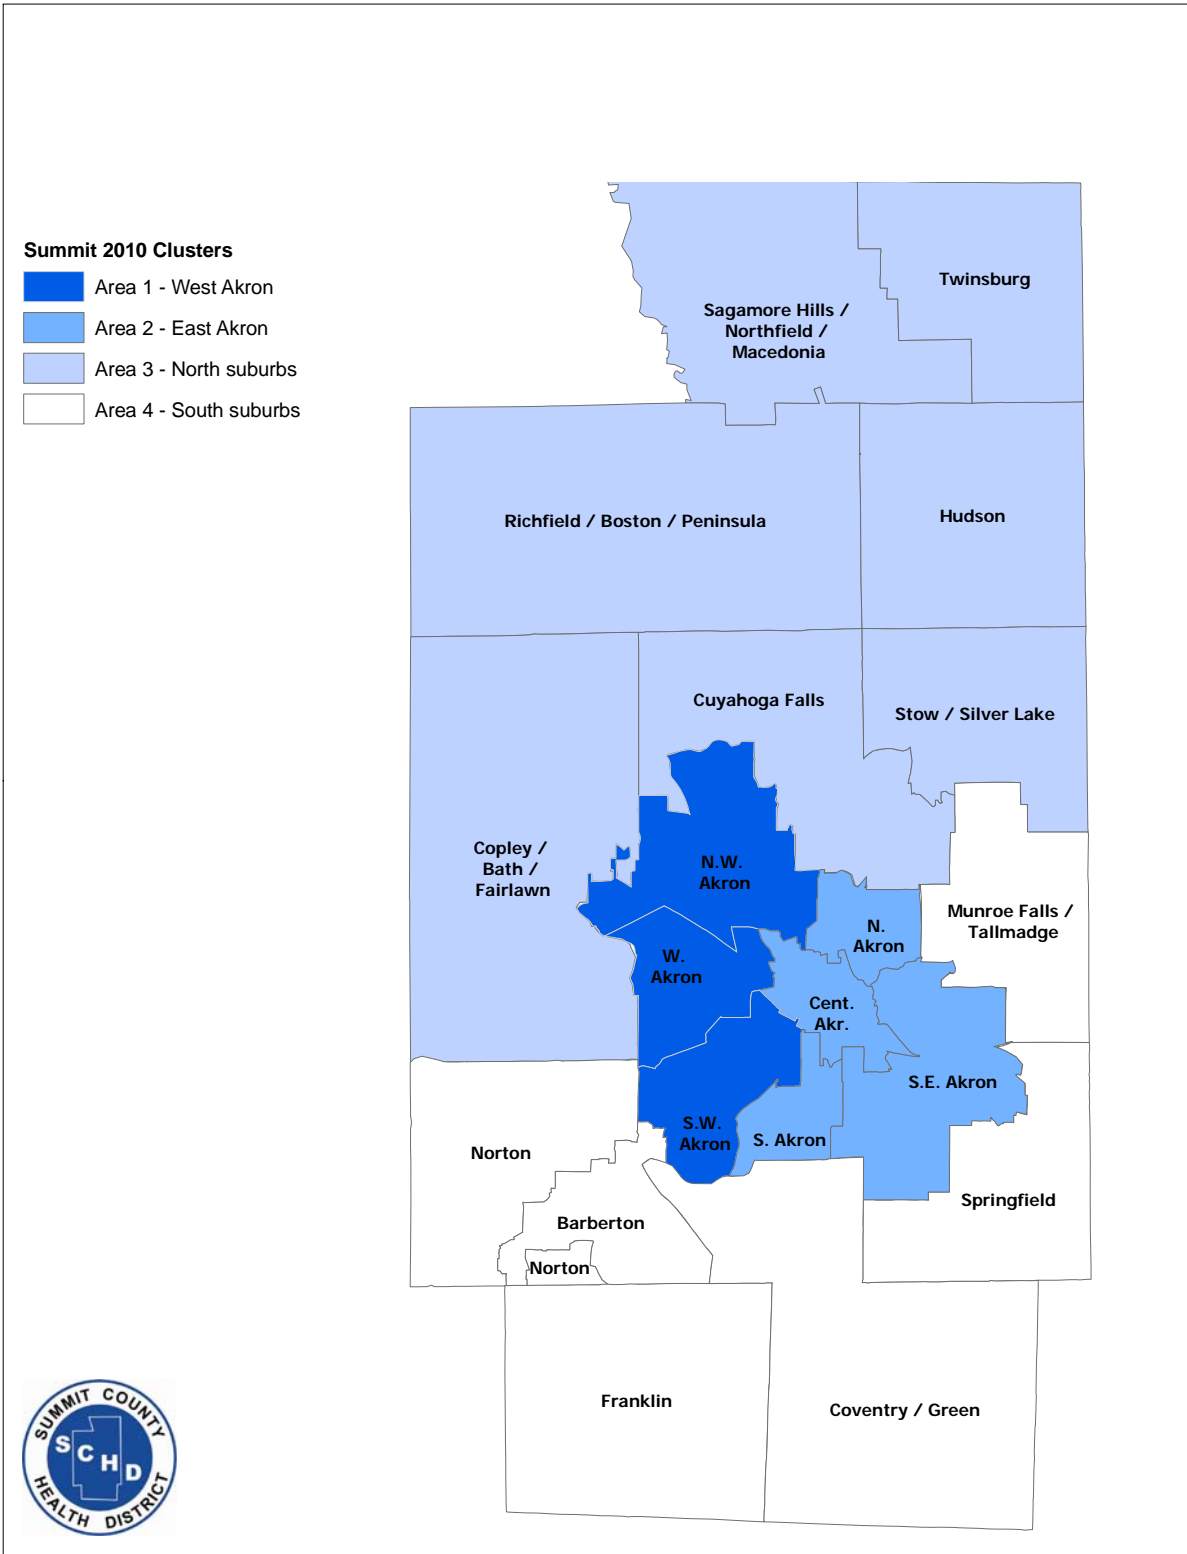 Summit 2010 Clusters
Area 1 - West Akron
Area 2 - East Akron
Area 3 - North suburbs
Area 4 - South suburbs
Twinsburg
Sagamore Hills /
Northfield /
Macedonia
Richfield / Boston / Peninsula
Hudson
Cuyahoga Falls
Stow / Silver Lake
Copley /
Bath /
Fairlawn
N.W.
Akron
Munroe Falls /
Tallmadge
N.
Akron
W.
Akron
Cent.
Akr.
S.E. Akron
S.W.
Akron
S. Akron
Norton
Springfield
Barberton
Norton
Franklin
Coventry / Green
SUMMIT COUNTY
SCHD
HEALTH DISTRICT